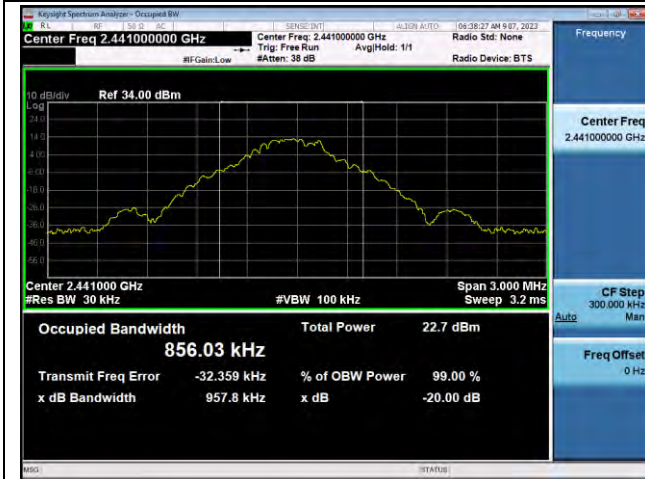 Keysight Spectrum Analyzer - Occupied BW
RL RF 50 Ω AC SENSE:INT ALIGN AUTO 06:38:27 AM 9 07, 2023
Center Freq 2.441000000 GHz Center Freq: 2.441000000 GHz Radio Std: None
Trig: Free Run Avg|Hold: 1/1
#IFGain:Low #Atten: 38 dB Radio Device: BTS
Frequency
10 dB/div Ref 34.00 dBm
Log
24.0
14.0
4.00
-6.00
-16.0
-26.0
-36.0
-46.0
-56.0
Center Freq
2.441000000 GHz
Center 2.441000 GHz Span 3.000 MHz
#Res BW 30 kHz #VBW 100 kHz Sweep 3.2 ms
CF Step
300.000 kHz
Auto Man
Occupied Bandwidth Total Power 22.7 dBm
856.03 kHz
Transmit Freq Error -32.359 kHz % of OBW Power 99.00 %
x dB Bandwidth 957.8 kHz x dB -20.00 dB
Freq Offset
0 Hz
MSG STATUS